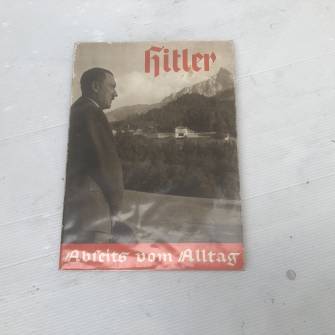 Hitler
Abseits vom Alltag